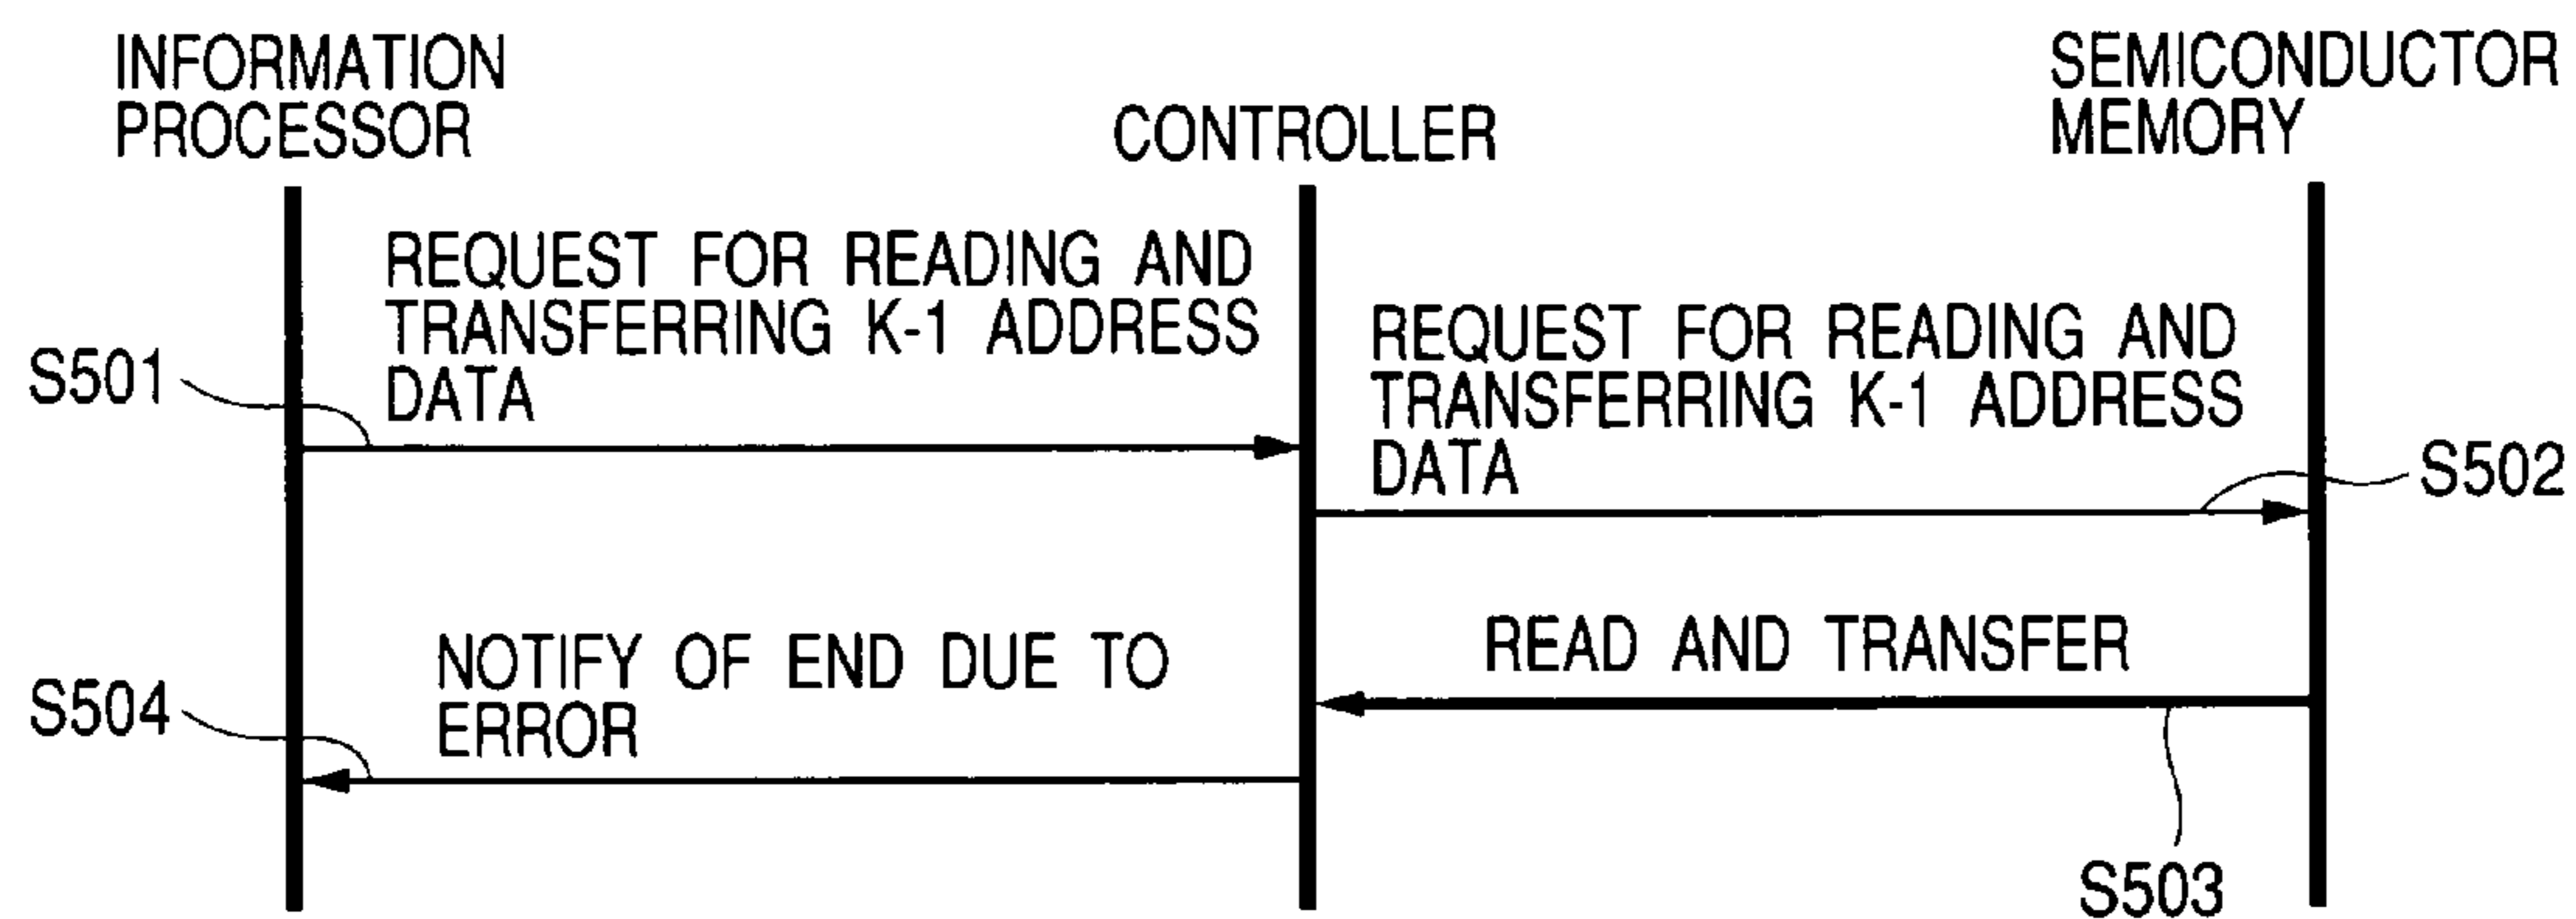 INFORMATION
PROCESSOR
CONTROLLER
SEMICONDUCTOR
MEMORY
REQUEST FOR READING AND
TRANSFERRING K-1 ADDRESS
DATA
S501
REQUEST FOR READING AND
TRANSFERRING K-1 ADDRESS
DATA
S502
READ AND TRANSFER
S503
NOTIFY OF END DUE TO
ERROR
S504